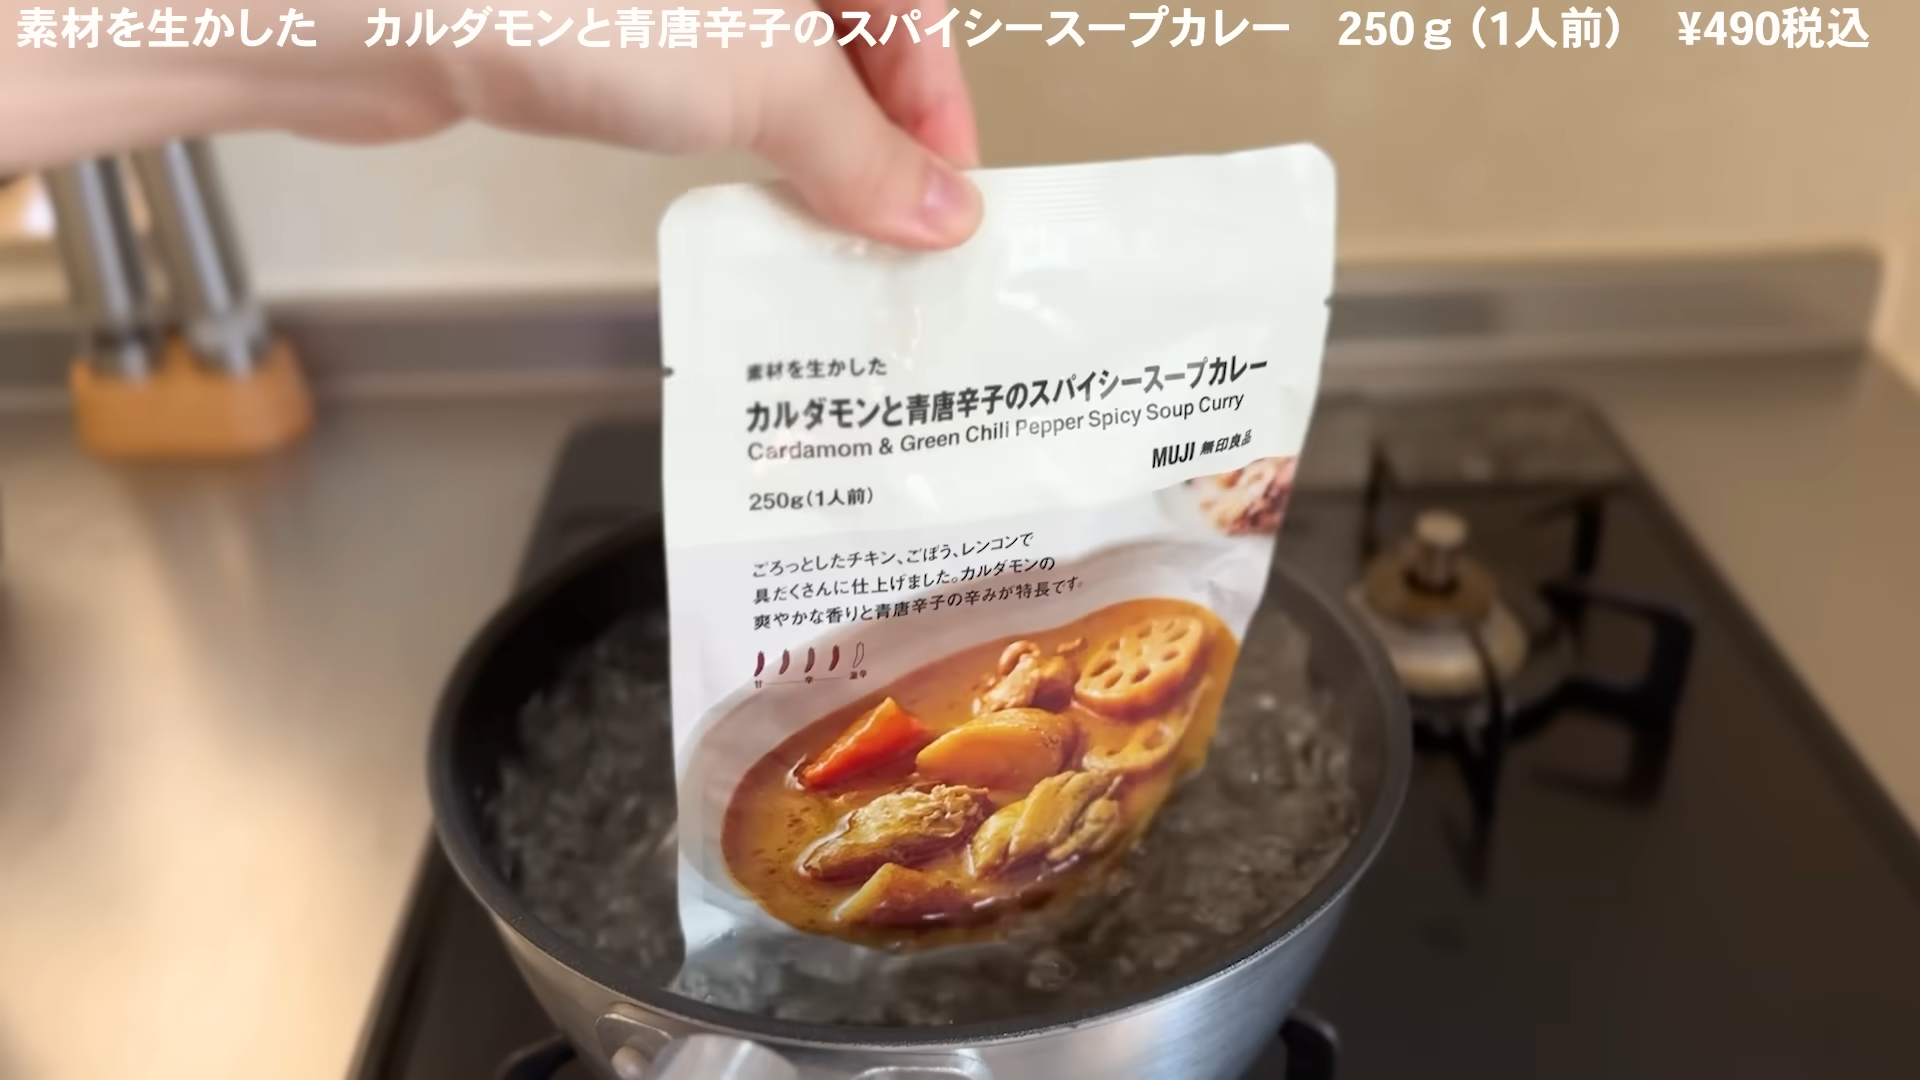 素材を生かした　カルダモンと青唐辛子のスパイシースープカレー　250ｇ（1人前）　¥490税込
素材を生かした
カルダモンと青唐辛子のスパイシースープカレー
Cardamom & Green Chili Pepper Spicy Soup Curry
MUJI 無印良品
250g（1人前）
ごろっとしたチキン、ごぼう、レンコンで
具だくさんに仕上げました。カルダモンの
爽やかな香りと青唐辛子の辛みが特長です。
甘 辛 激辛